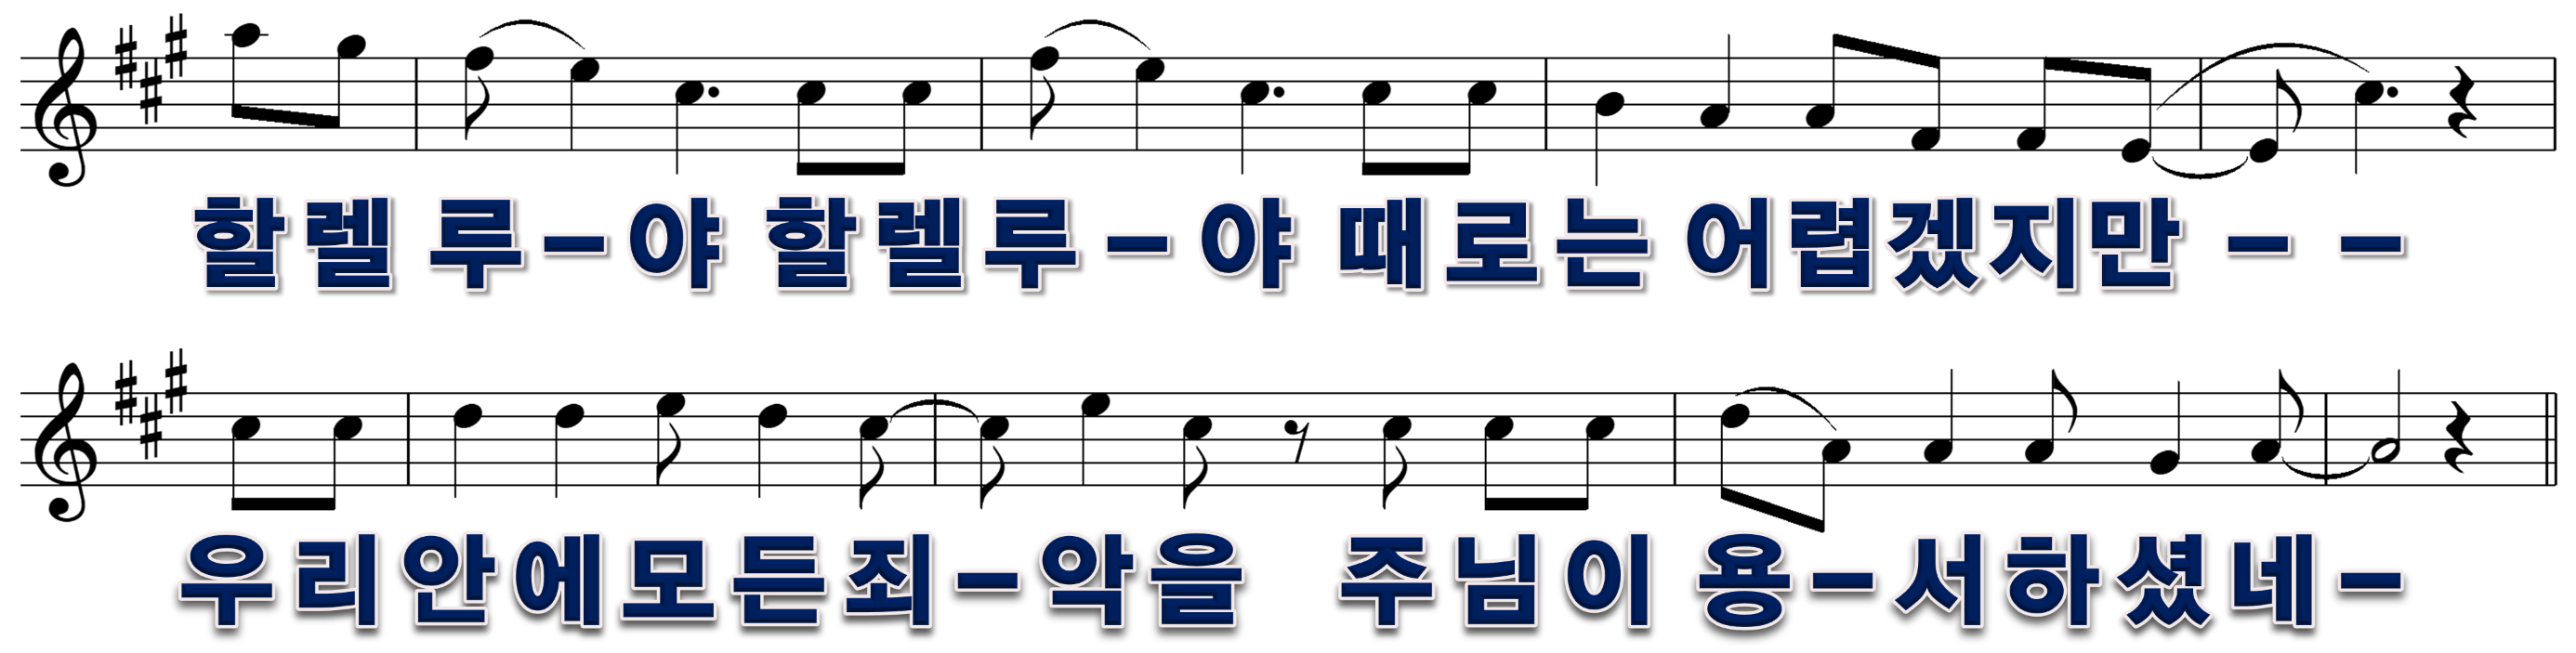 할렐 루-야 할렐루-야 때로는 어렵겠지만 - -
우리안에모든죄-악을 주님이 용-서하셨네-